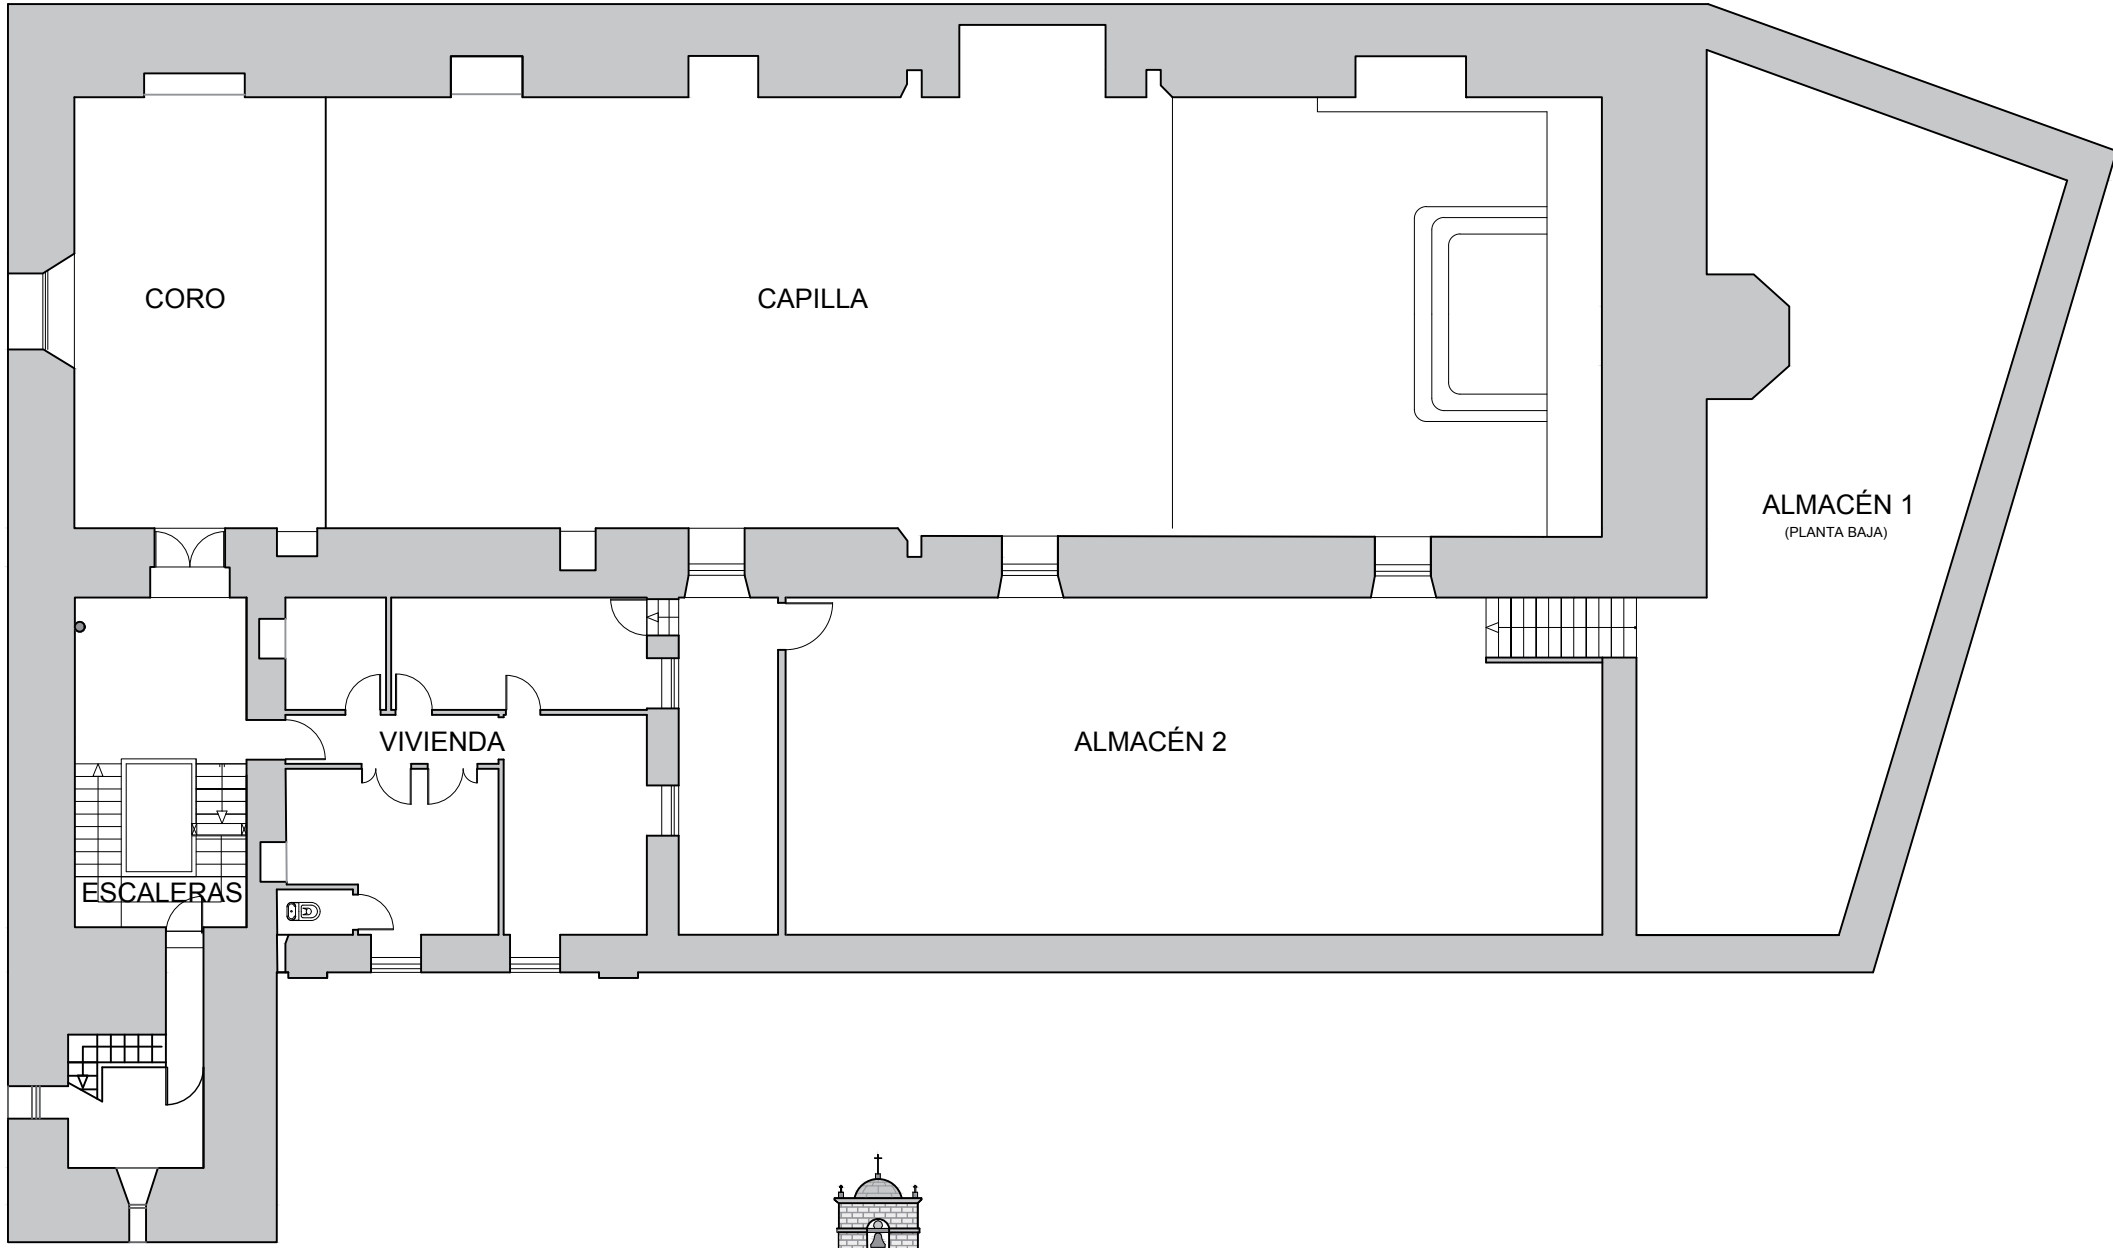 CORO
CAPILLA
ALMACÉN 1
(PLANTA BAJA)
VIVIENDA
ALMACÉN 2
ESCALERAS